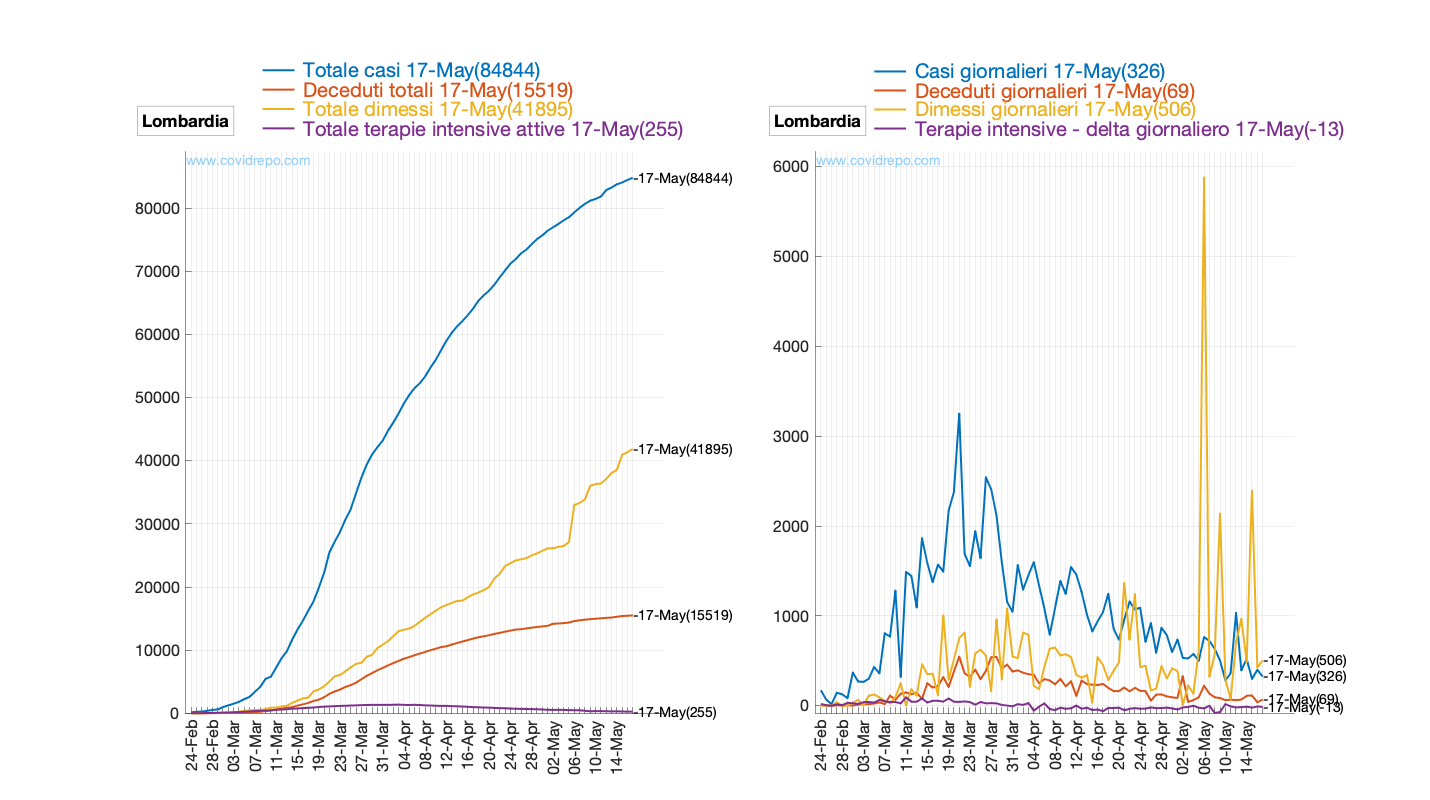 Totale casi 17-May(84844)
Deceduti totali 17-May(15519)
Totale dimessi 17-May(41895)
Totale terapie intensive attive 17-May(255)
Lombardia
www.covidrepo.com
80000
70000
60000
50000
40000
30000
20000
10000
0
-17-May(84844)
-17-May(41895)
-17-May(15519)
-17-May(255)
24-Feb
28-Feb
03-Mar
07-Mar
11-Mar
15-Mar
19-Mar
23-Mar
27-Mar
31-Mar
04-Apr
08-Apr
12-Apr
16-Apr
20-Apr
24-Apr
28-Apr
02-May
06-May
10-May
14-May
Casi giornalieri 17-May(326)
Deceduti giornalieri 17-May(69)
Dimessi giornalieri 17-May(506)
Terapie intensive - delta giornaliero 17-May(-13)
Lombardia
www.covidrepo.com
6000
5000
4000
3000
2000
1000
0
-17-May(506)
-17-May(326)
-17-May(69)
-17-May(-13)
24-Feb
28-Feb
03-Mar
07-Mar
11-Mar
15-Mar
19-Mar
23-Mar
27-Mar
31-Mar
04-Apr
08-Apr
12-Apr
16-Apr
20-Apr
24-Apr
28-Apr
02-May
06-May
10-May
14-May